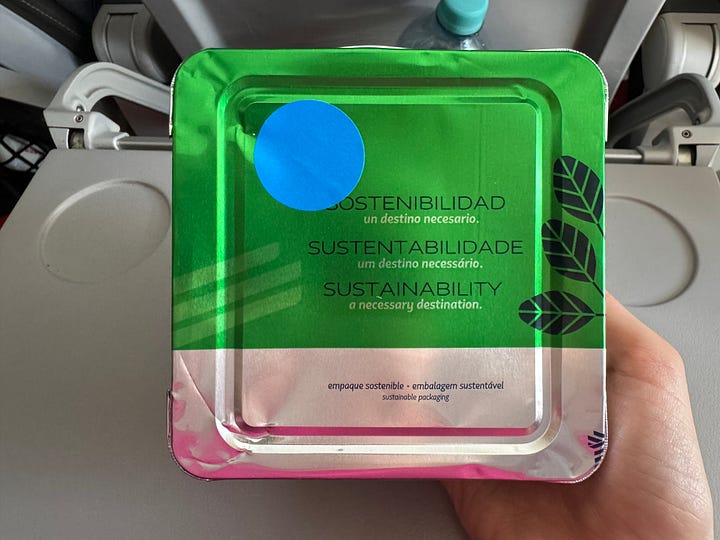 SOSTENIBILIDAD
un destino necesario.
SUSTENTABILIDADE
um destino necessário.
SUSTAINABILITY
a necessary destination.
empaque sostenible • embalagem sustentável
sustainable packaging